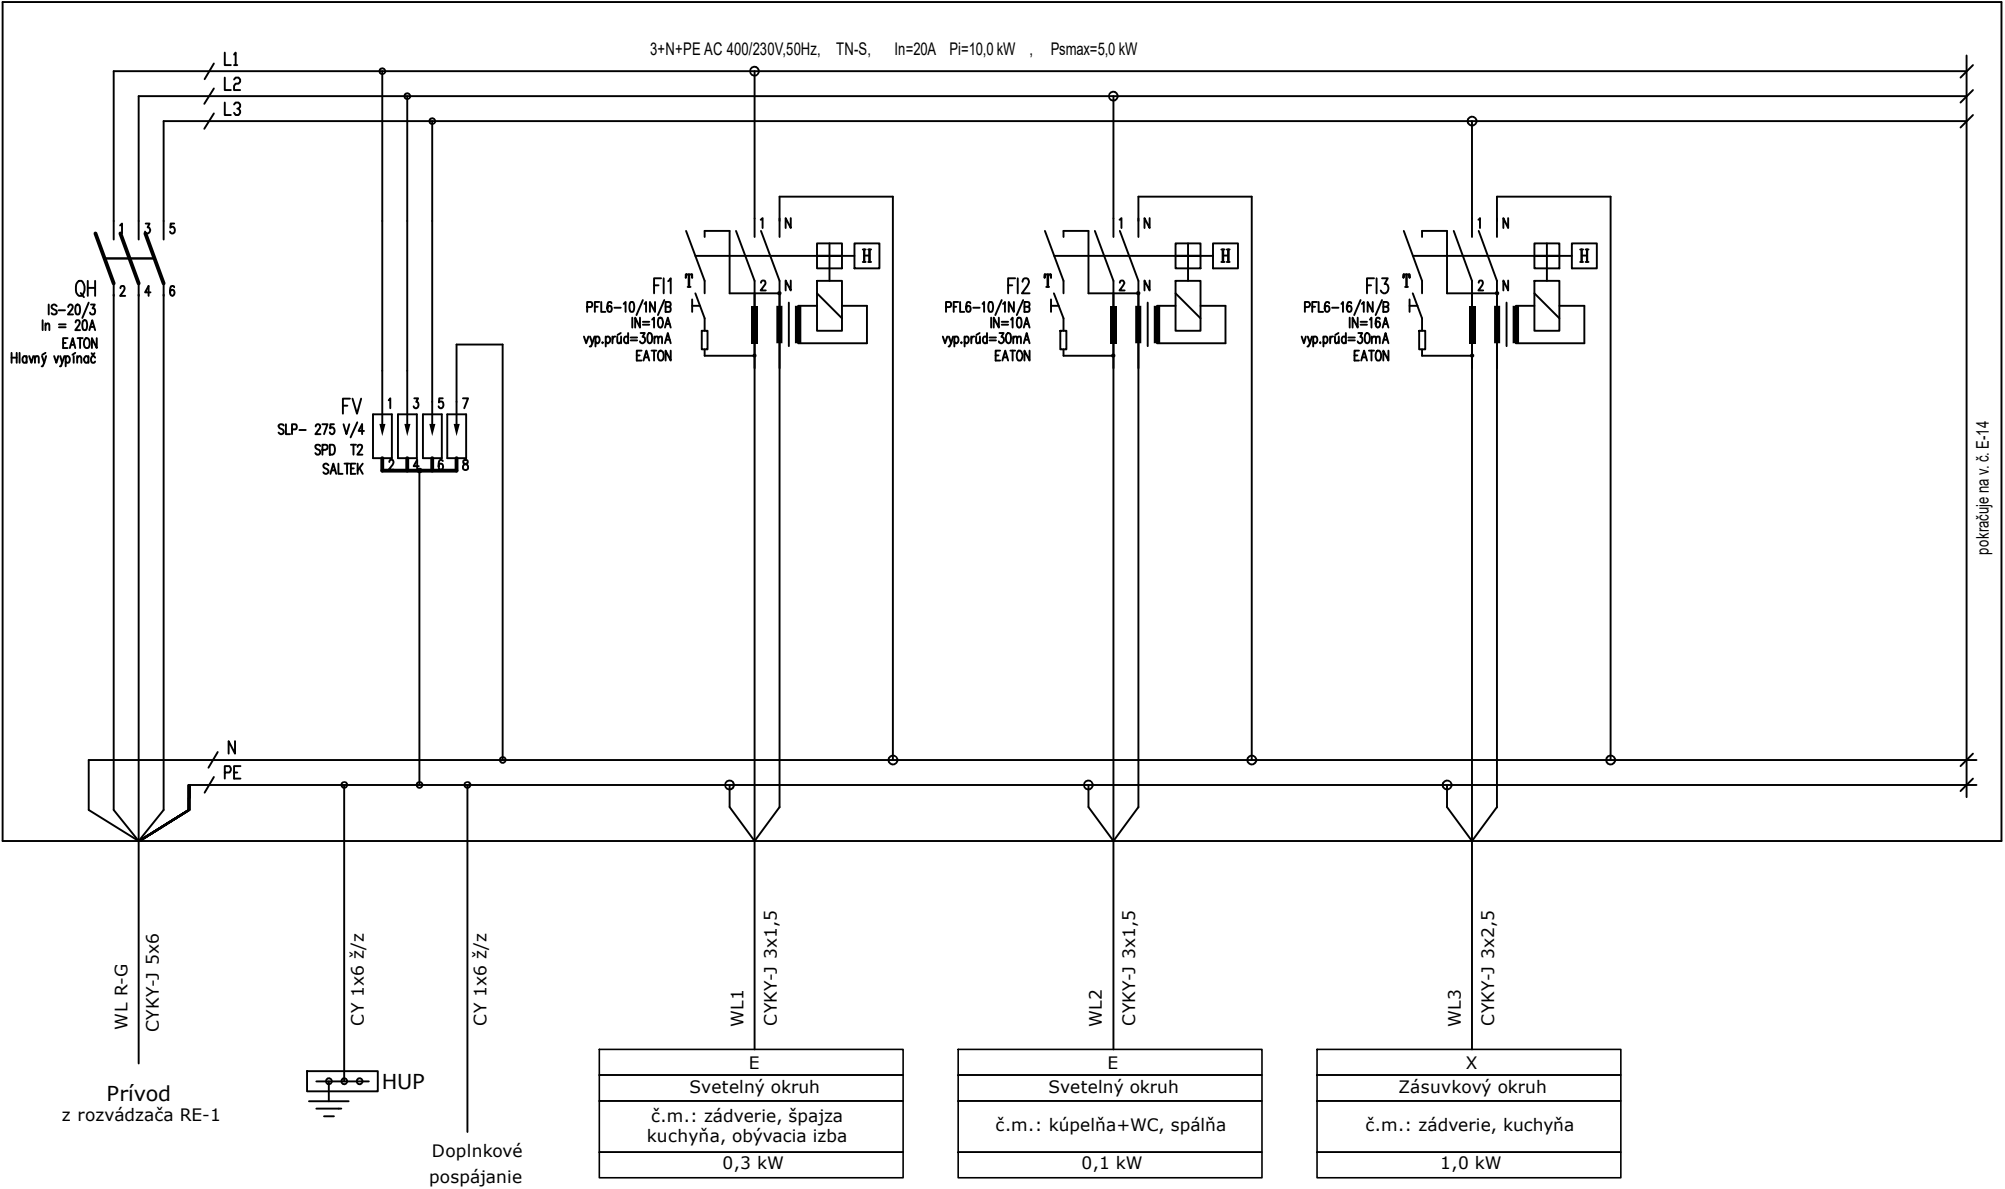 3+N+PE AC 400/230V,50Hz, TN-S, In=20A Pi=10,0 kW , Psmax=5,0 kW
L1
L2
L3
1 3 5
2 4 6
QH
IS-20/3
In = 20A
EATON
Hlavný vypínač
FV
SLP- 275 V/4
SPD T2
SALTEK
1 3 5 7
2 4 6 8
1 N
H
T
2 N
FI1
PFL6-10/1N/B
IN=10A
vyp.prúd=30mA
EATON
1 N
H
T
2 N
FI2
PFL6-10/1N/B
IN=10A
vyp.prúd=30mA
EATON
1 N
H
T
2 N
FI3
PFL6-16/1N/B
IN=16A
vyp.prúd=30mA
EATON
pokračuje na v. č. E-14
N
PE
WL R-G
CYKY-J 5x6
CY 1x6 ž/z
CY 1x6 ž/z
WL1
CYKY-J 3x1,5
WL2
CYKY-J 3x1,5
WL3
CYKY-J 3x2,5
Prívod
z rozvádzača RE-1
HUP
Doplnkové
pospájanie
E
Svetelný okruh
č.m.: zádverie, špajza
kuchyňa, obývacia izba
0,3 kW
E
Svetelný okruh
č.m.: kúpelňa+WC, spálňa
0,1 kW
X
Zásuvkový okruh
č.m.: zádverie, kuchyňa
1,0 kW